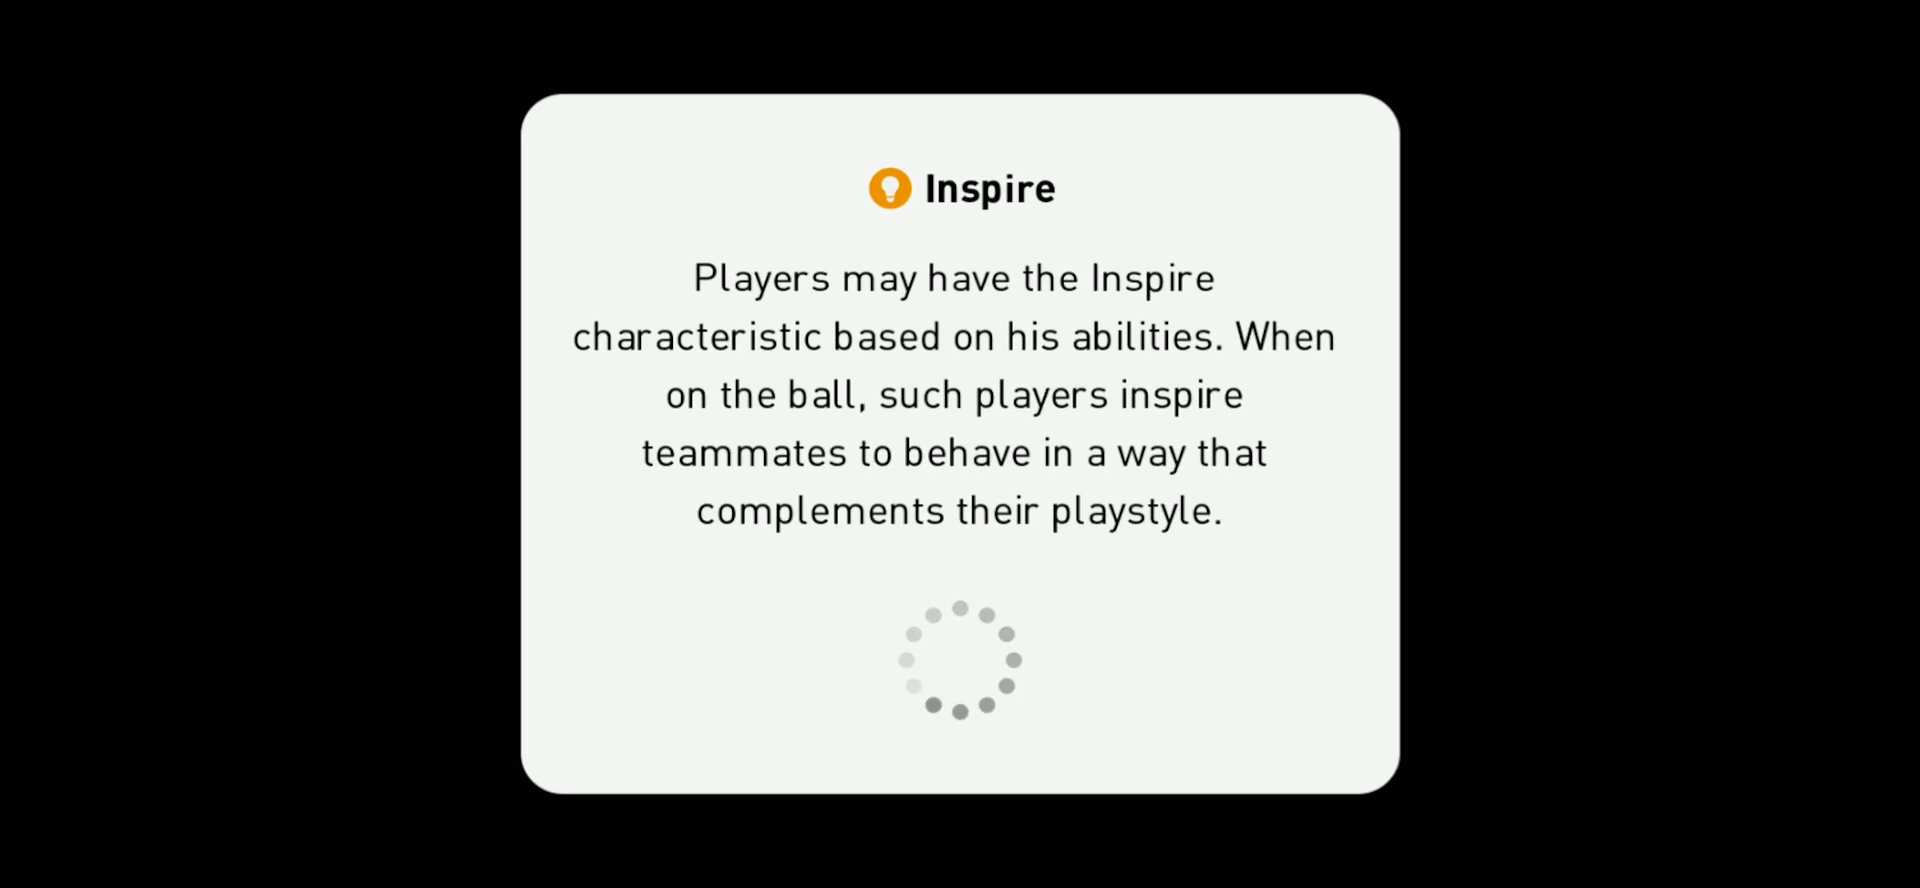 Inspire
Players may have the Inspire
characteristic based on his abilities. When
on the ball, such players inspire
teammates to behave in a way that
complements their playstyle.